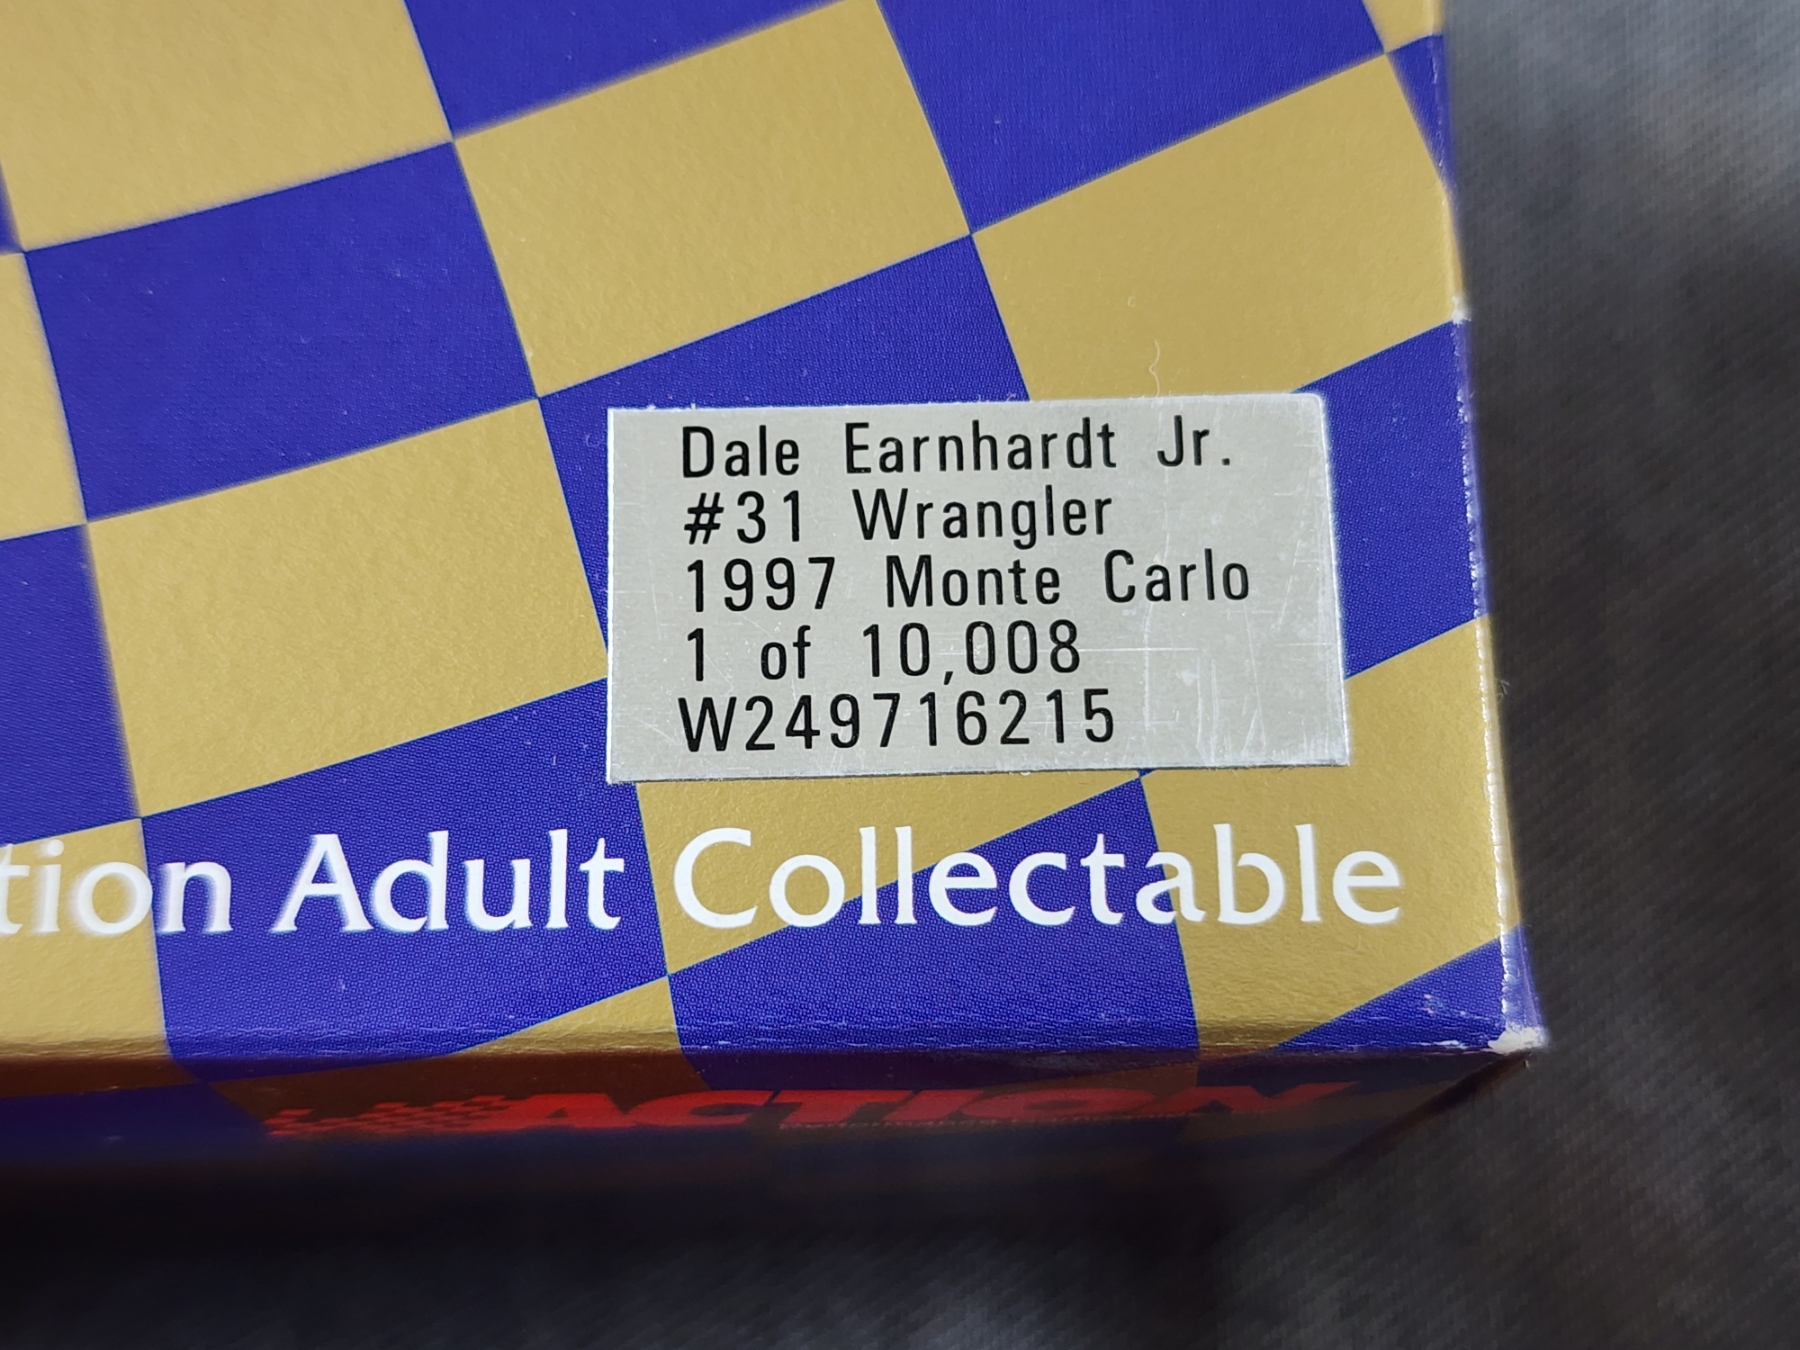 Dale Earnhardt Jr.
#31 Wrangler
1997 Monte Carlo
1 of 10,008
W249716215
tion Adult Collectable
ACTION